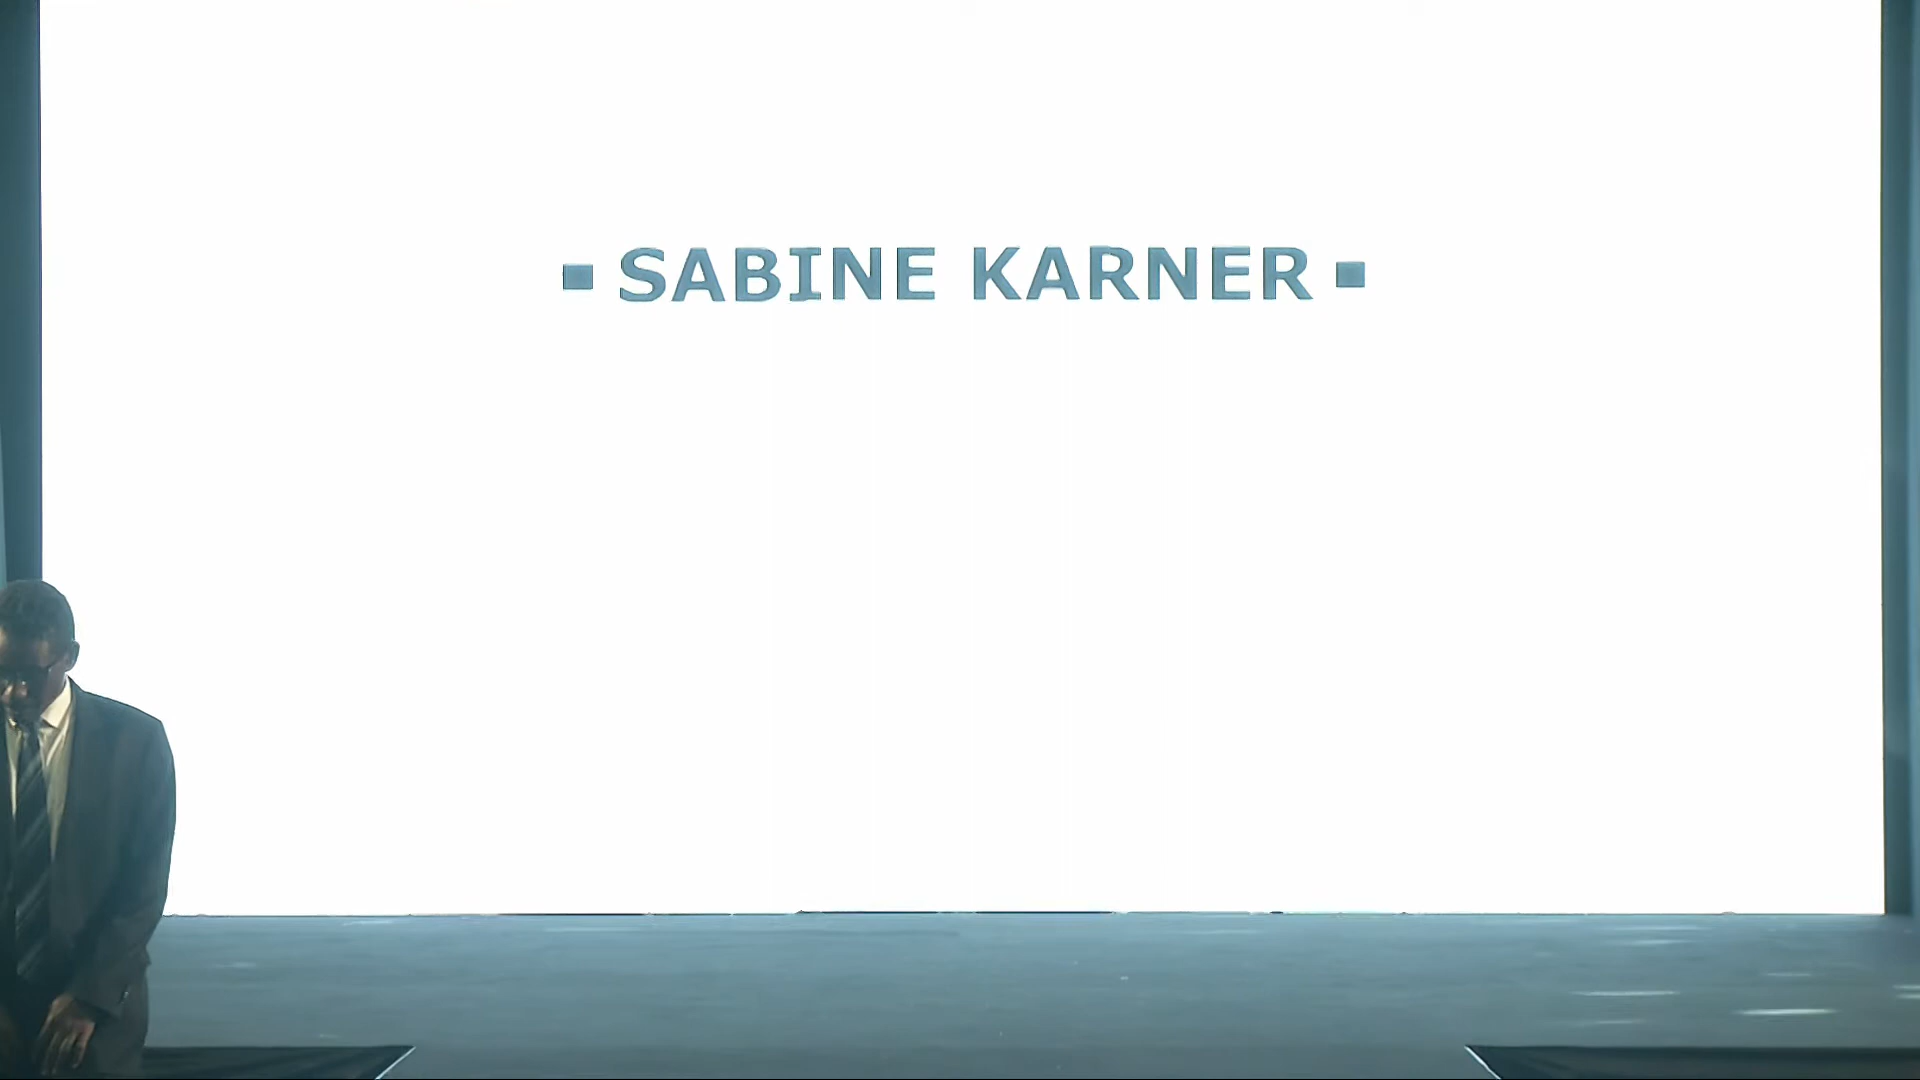 ▪ SABINE KARNER ▪